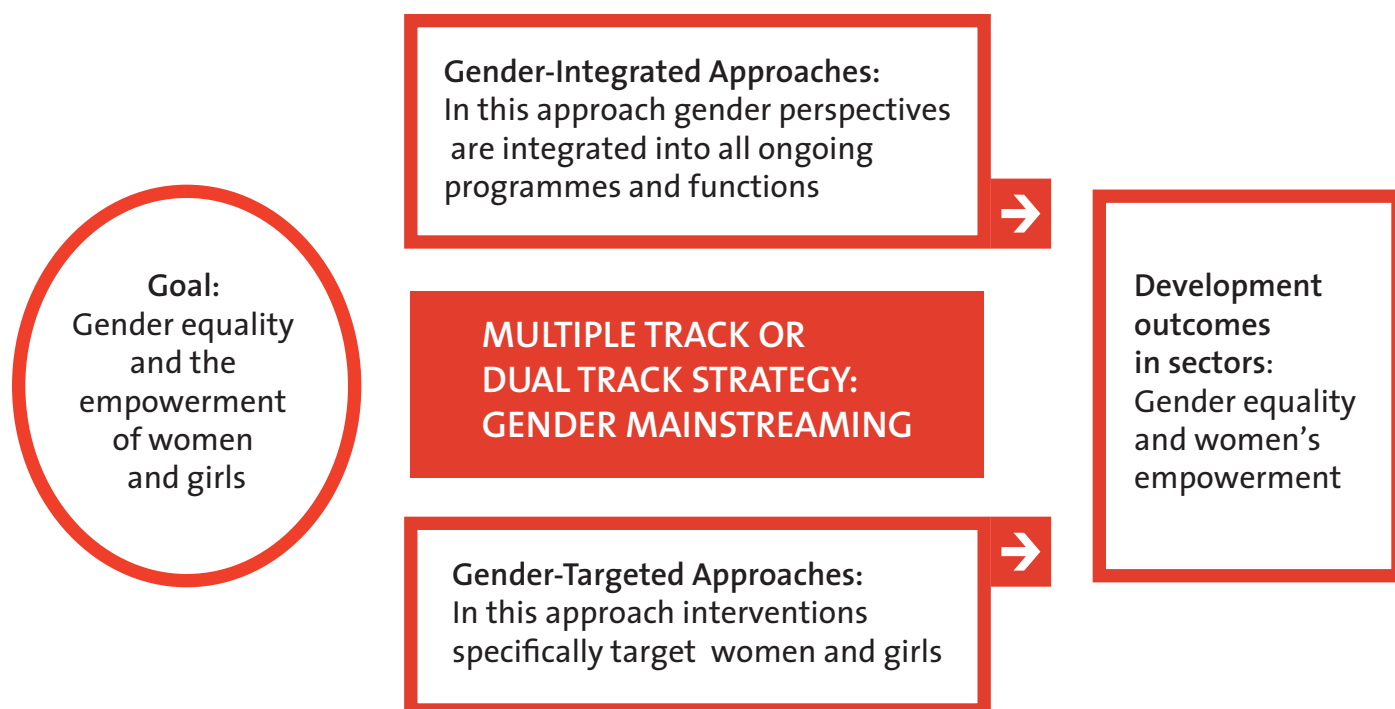 Gender-Integrated Approaches:
In this approach gender perspectives
are integrated into all ongoing
programmes and functions
Goal:
Gender equality
and the
empowerment
of women
and girls
MULTIPLE TRACK OR
DUAL TRACK STRATEGY:
GENDER MAINSTREAMING
Gender-Targeted Approaches:
In this approach interventions
specifically target women and girls
Development
outcomes
in sectors:
Gender equality
and women’s
empowerment